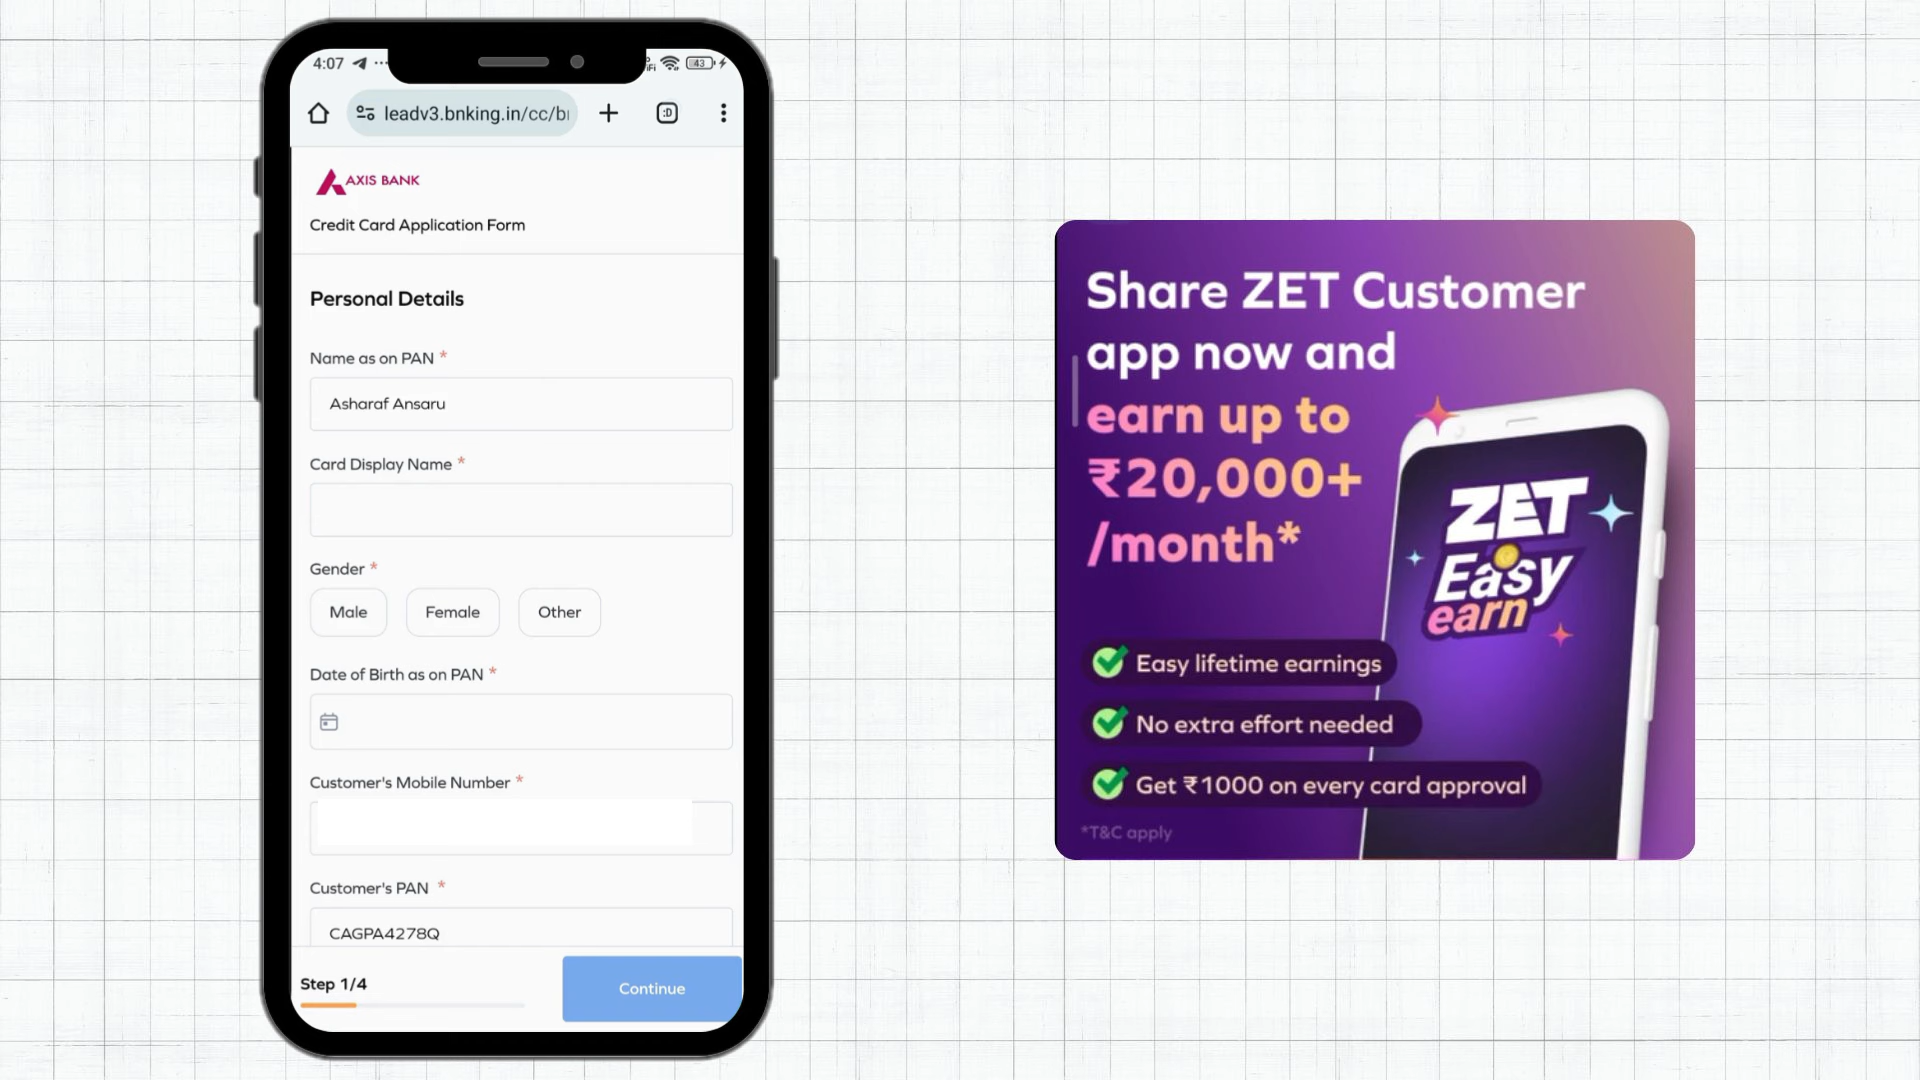 4:07
43
leadv3.bnking.in/cc/b
:D
AXIS BANK
Credit Card Application Form
Personal Details
Name as on PAN *
Asharaf Ansaru
Card Display Name *
Gender *
Male Female Other
Date of Birth as on PAN *
Customer's Mobile Number *
Customer's PAN *
CAGPA4278Q
Step 1/4
Continue
Share ZET Customer
app now and
earn up to
₹20,000+
/month*
ZET
Easy
earn
Easy lifetime earnings
No extra effort needed
Get ₹1000 on every card approval
*T&C apply